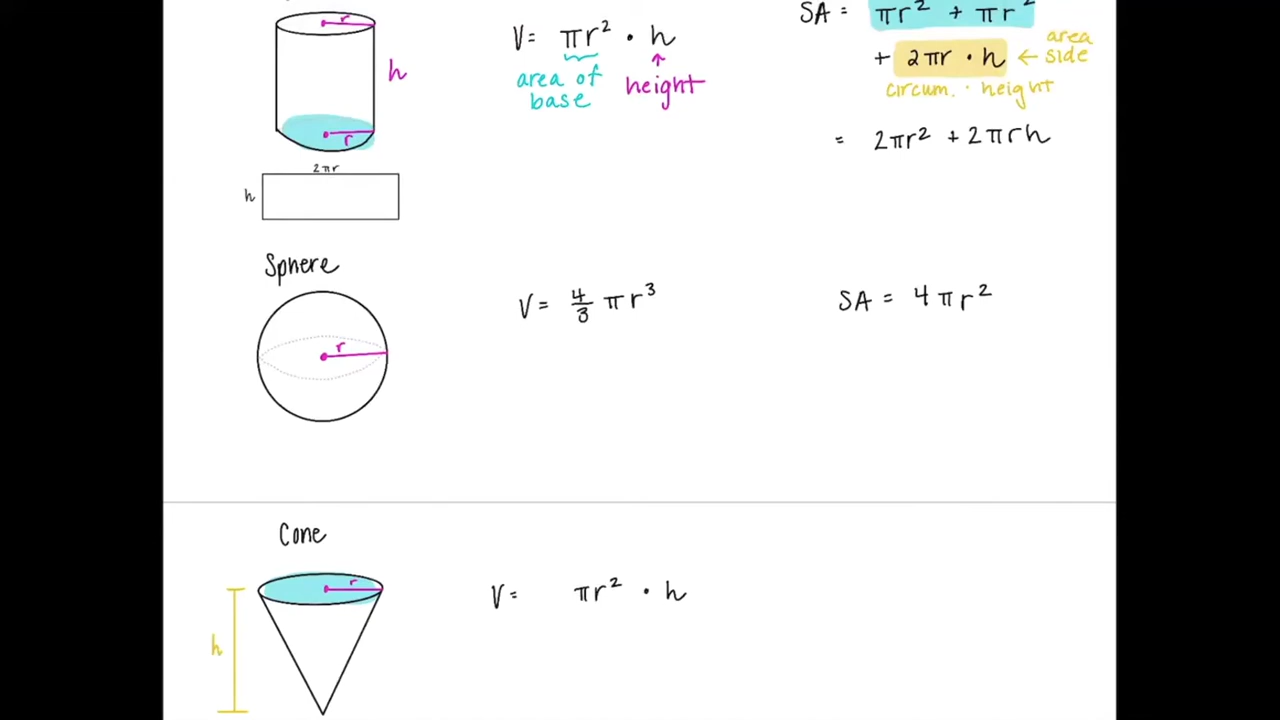 r
h
r
V= πr² · h
area of base
height
SA = πr² + πr²
+ 2πr · h ← area side
circum. · height
= 2πr² + 2πrh
2πr
h
Sphere
r
V= 4/3 πr³
SA = 4πr²
Cone
r
h
V= πr² · h